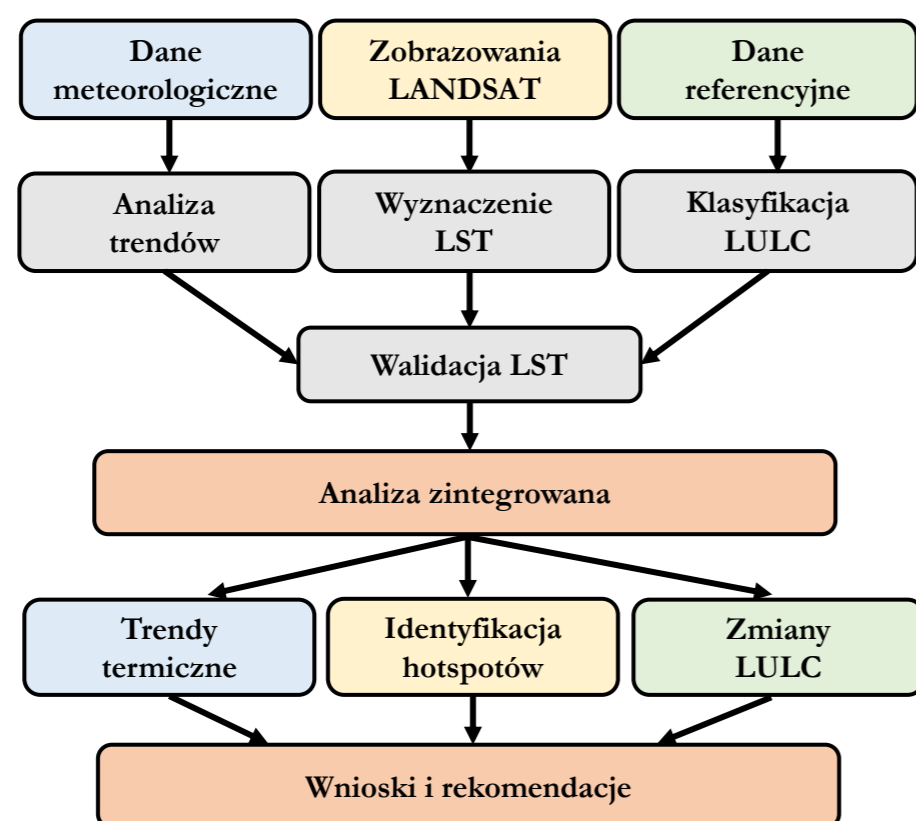 Dane
meteorologiczne
Zobrazowania
LANDSAT
Dane
referencyjne
Analiza
trendów
Wyznaczenie
LST
Klasyfikacja
LULC
Walidacja LST
Analiza zintegrowana
Trendy
termiczne
Identyfikacja
hotspotów
Zmiany
LULC
Wnioski i rekomendacje